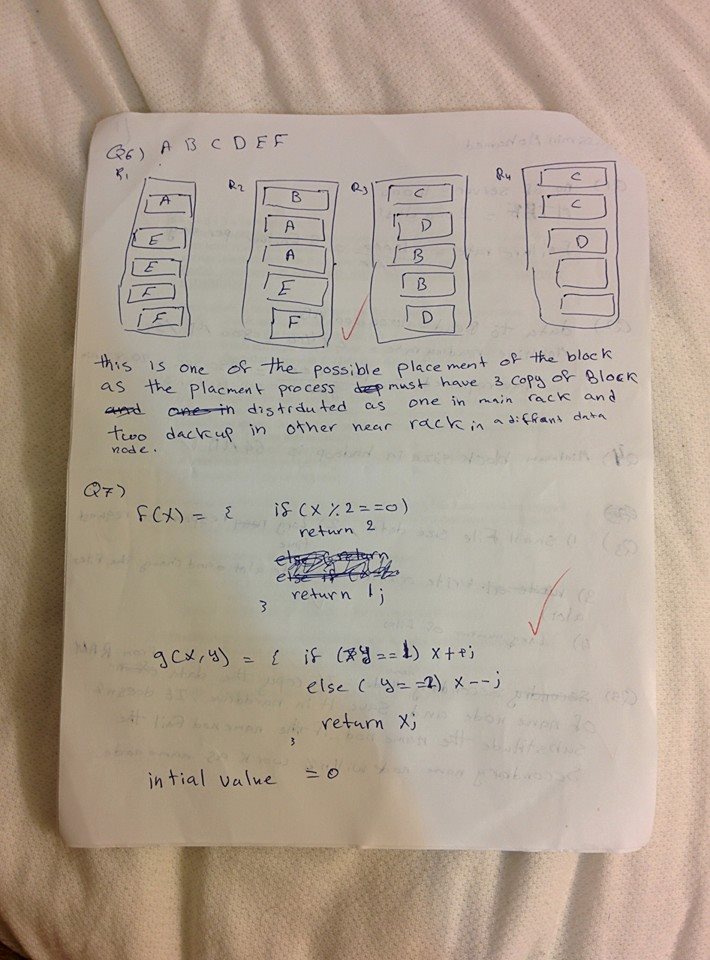 Q6) A B C D E F
R1 R2 R3 R4
A B C C
E A D C
E A B D
E E B
F F D
this is one of the possible placement of the block
as the placment process must have 3 copy of Block
distrduted as one in main rack and
two dackup in other near rack in a diffrant data
node.
Q7)
f(x) = { if (x % 2 == 0)
return 2
return 1;
}
g(x,y) = { if (y == 1) x++;
else ( y == 2) x--;
return x;
}
intial value = 0